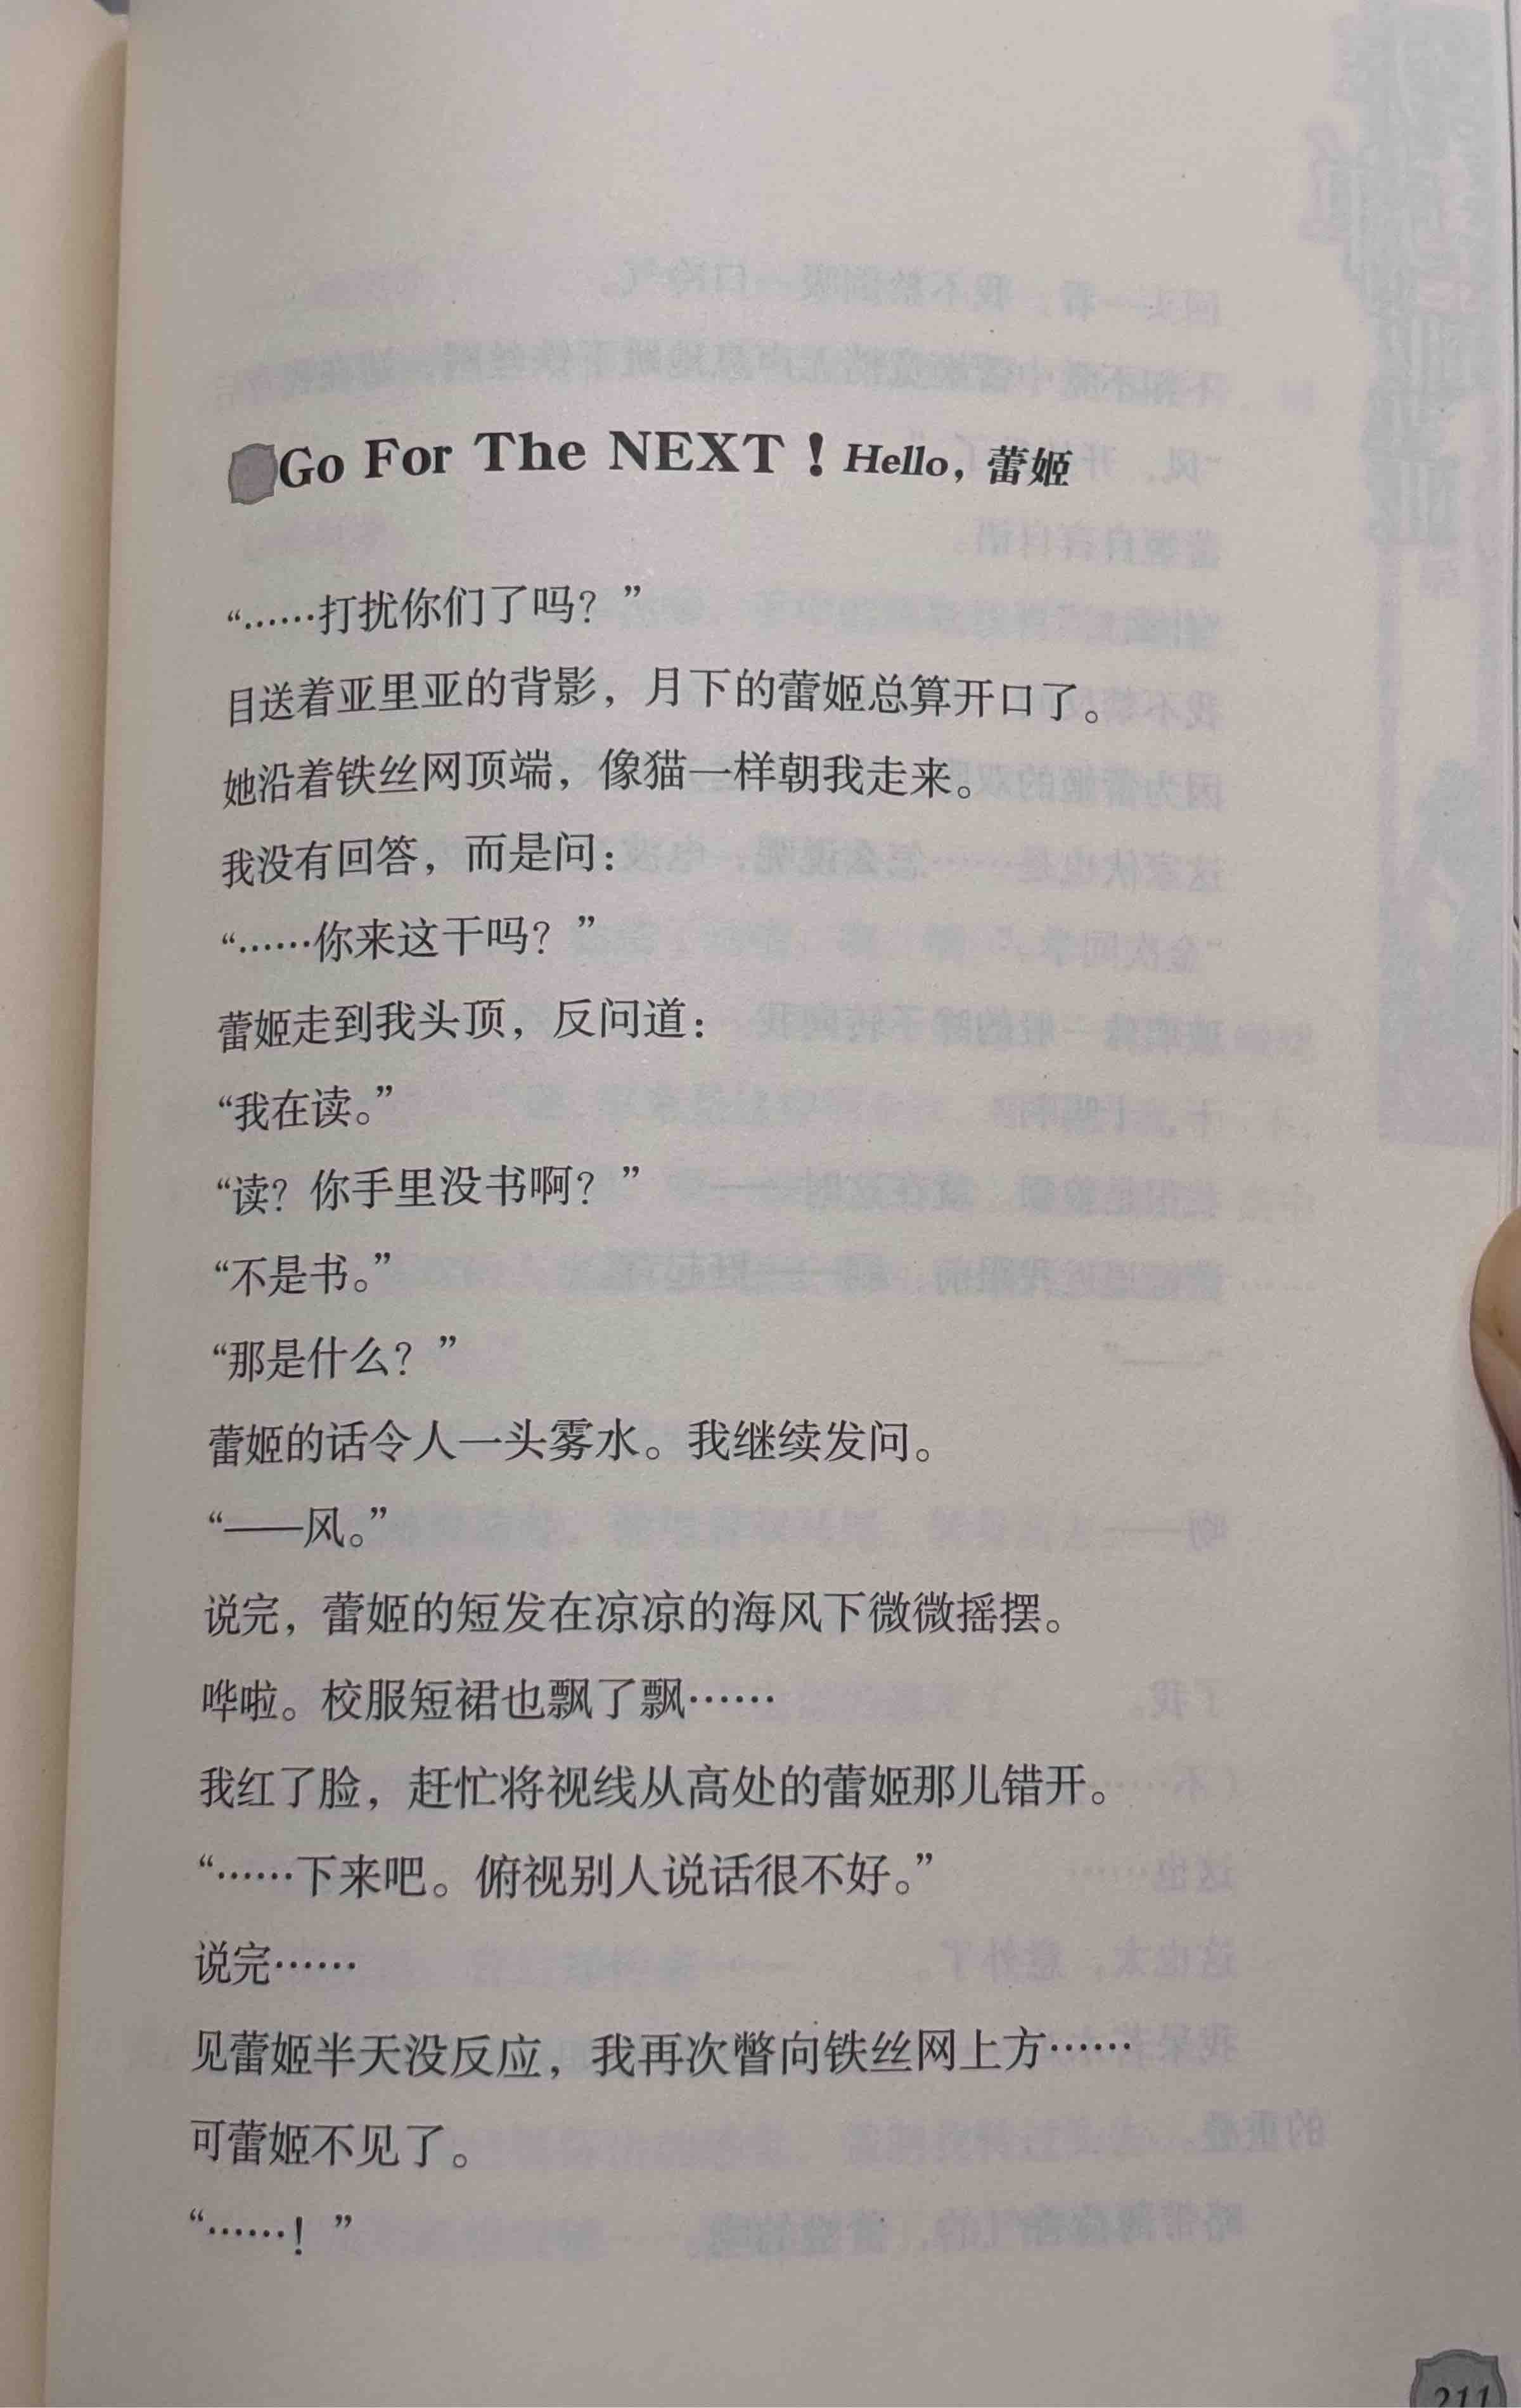 Go For The NEXT！Hello, 蕾姬
“……打扰你们了吗？”
目送着亚里亚的背影，月下的蕾姬总算开口了。
她沿着铁丝网顶端，像猫一样朝我走来。
我没有回答，而是问：
“……你来这干吗？”
蕾姬走到我头顶，反问道：
“我在读。”
“读？你手里没书啊？”
“不是书。”
“那是什么？”
蕾姬的话令人一头雾水。我继续发问。
“——风。”
说完，蕾姬的短发在凉凉的海风下微微摇摆。
哗啦。校服短裙也飘了飘……
我红了脸，赶忙将视线从高处的蕾姬那儿错开。
“……下来吧。俯视别人说话很不好。”
说完……
见蕾姬半天没反应，我再次瞥向铁丝网上方……
可蕾姬不见了。
“……！”
211